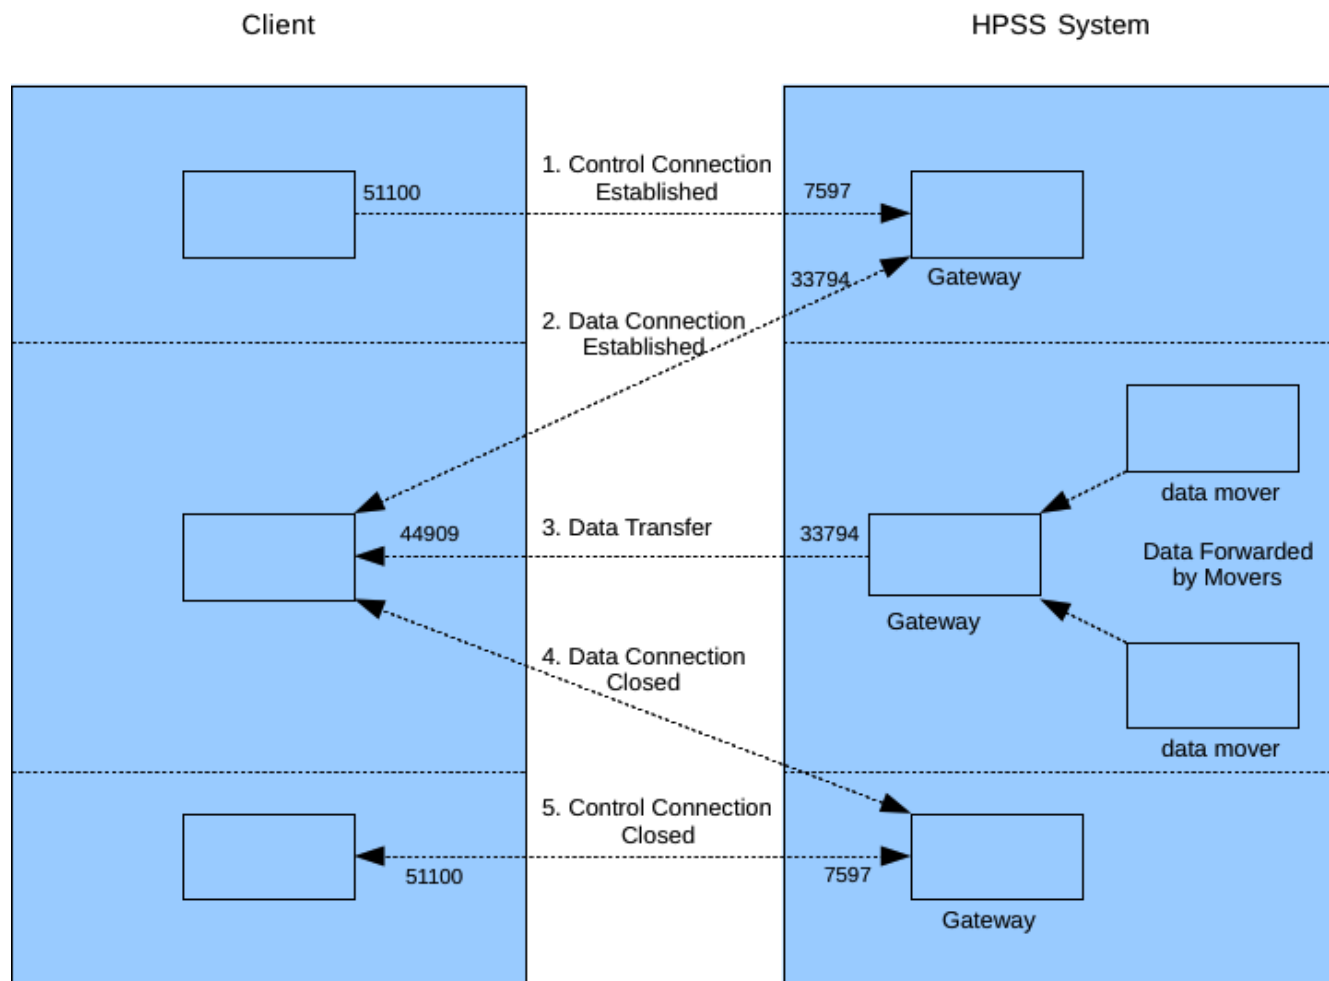 Client
HPSS System
1. Control Connection
Established
51100
7597
Gateway
33794
2. Data Connection
Established
data mover
3. Data Transfer
44909
33794
Data Forwarded
by Movers
Gateway
4. Data Connection
Closed
data mover
5. Control Connection
Closed
51100
7597
Gateway